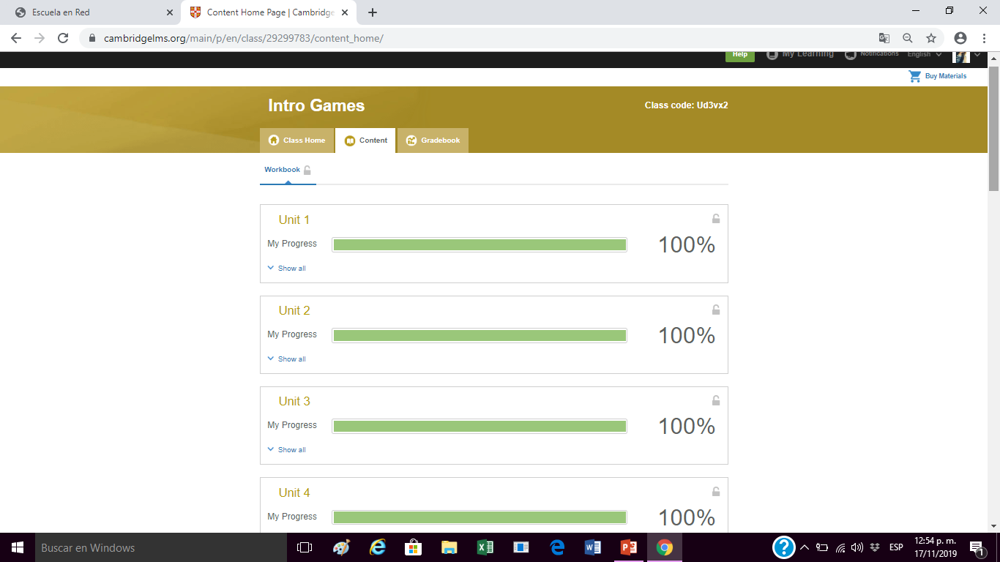 Escuela en Red
Content Home Page | Cambridge
cambridgelms.org/main/p/en/class/29299783/content_home/
Help
My Learning
Notifications
English
Buy Materials
Intro Games
Class code: Ud3vx2
Class Home
Content
Gradebook
Workbook
Unit 1
My Progress
100%
Show all
Unit 2
My Progress
100%
Show all
Unit 3
My Progress
100%
Show all
Unit 4
My Progress
100%
Buscar en Windows
ESP
12:54 p. m.
17/11/2019
1